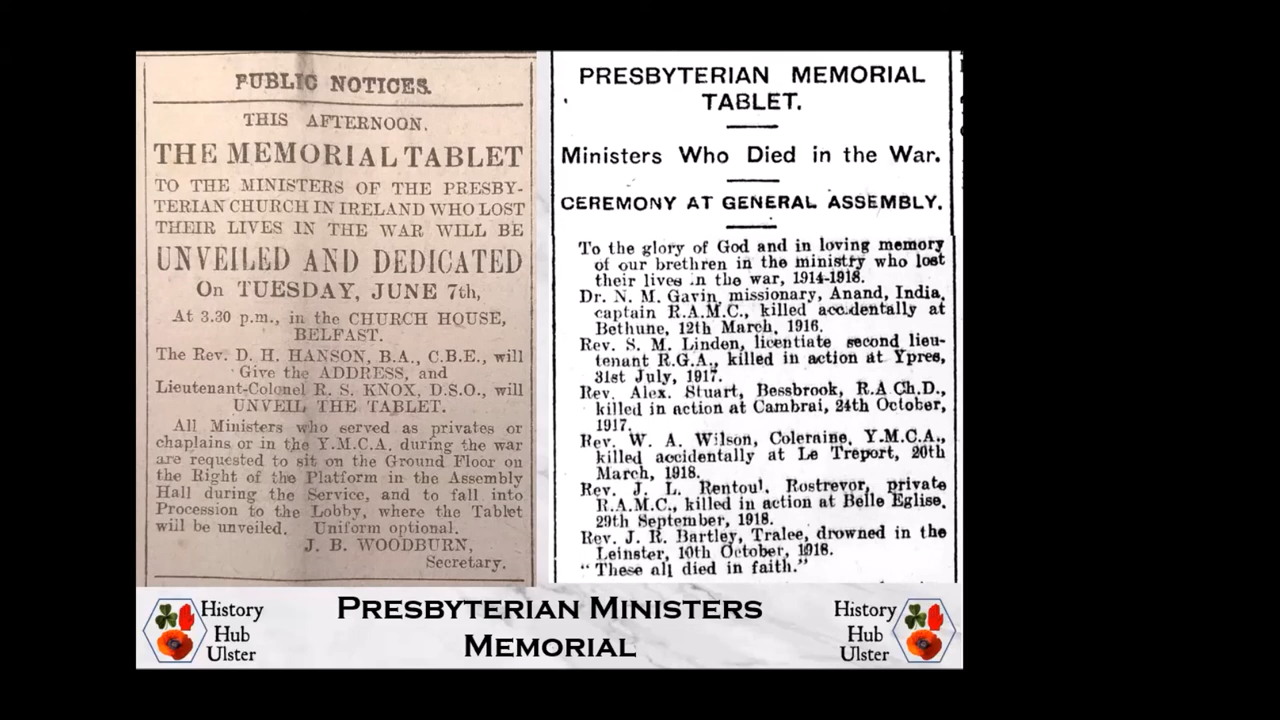 PUBLIC NOTICES.
THIS AFTERNOON.
THE MEMORIAL TABLET
TO THE MINISTERS OF THE PRESBY-
TERIAN CHURCH IN IRELAND WHO LOST
THEIR LIVES IN THE WAR WILL BE
UNVEILED AND DEDICATED
On TUESDAY, JUNE 7th,
At 3.30 p.m., in the CHURCH HOUSE,
BELFAST.
The Rev. D. H. HANSON, B.A., C.B.E., will
Give the ADDRESS, and
Lieutenant-Colonel R. S. KNOX, D.S.O., will
UNVEIL THE TABLET.
All Ministers who served as privates or
chaplains or in the Y.M.C.A. during the war
are requested to sit on the Ground Floor on
the Right of the Platform in the Assembly
Hall during the Service, and to fall into
Procession to the Lobby, where the Tablet
will be unveiled. Uniform optional.
J. B. WOODBURN,
Secretary.
PRESBYTERIAN MEMORIAL
TABLET.
Ministers Who Died in the War.
CEREMONY AT GENERAL ASSEMBLY.
To the glory of God and in loving memory
of our brethren in the ministry who lost
their lives in the war, 1914-1918.
Dr. N. M. Gavin, missionary, Anand, India,
captain R.A.M.C., killed accidentally at
Bethune, 12th March, 1916.
Rev. S. M. Linden, licentiate second lieu-
tenant R.G.A., killed in action at Ypres,
31st July, 1917.
Rev. Alex. Stuart, Bessbrook, R.A.Ch.D.,
killed in action at Cambrai, 24th October,
1917.
Rev. W. A. Wilson, Coleraine, Y.M.C.A.,
killed accidentally at Le Treport, 20th
March, 1918.
Rev. J. L. Rentoul, Rostrevor, private
R.A.M.C., killed in action at Belle Eglise,
29th September, 1918.
Rev. J. R. Bartley, Tralee, drowned in the
Leinster, 10th October, 1918.
"These all died in faith."
History
Hub
Ulster
PRESBYTERIAN MINISTERS
MEMORIAL
History
Hub
Ulster